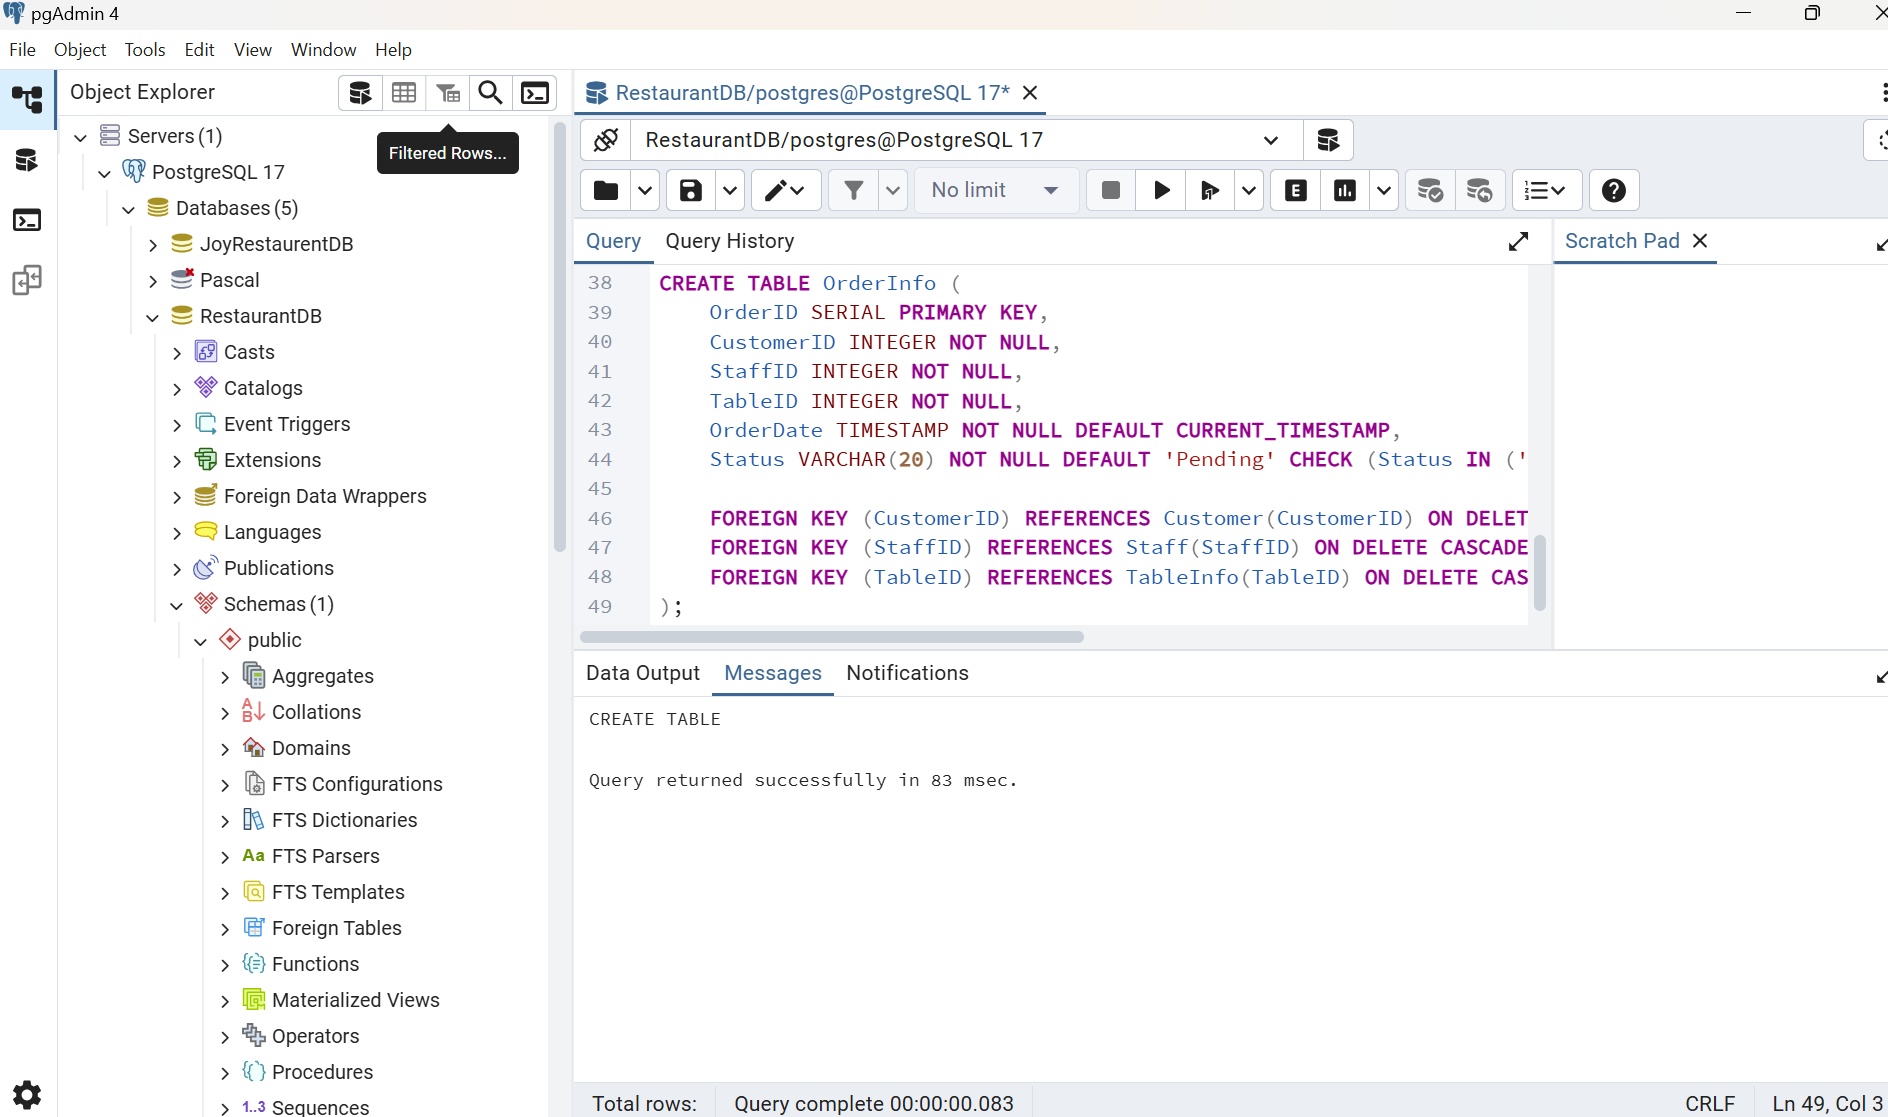 pgAdmin 4
File Object Tools Edit View Window Help
Object Explorer
Filtered Rows...
Servers (1)
PostgreSQL 17
Databases (5)
JoyRestaurentDB
Pascal
RestaurantDB
Casts
Catalogs
Event Triggers
Extensions
Foreign Data Wrappers
Languages
Publications
Schemas (1)
public
Aggregates
Collations
Domains
FTS Configurations
FTS Dictionaries
Aa FTS Parsers
FTS Templates
Foreign Tables
Functions
Materialized Views
Operators
Procedures
1..3 Sequences
RestaurantDB/postgres@PostgreSQL 17*
RestaurantDB/postgres@PostgreSQL 17
No limit
E
Query Query History
Scratch Pad
38 CREATE TABLE OrderInfo (
39 OrderID SERIAL PRIMARY KEY,
40 CustomerID INTEGER NOT NULL,
41 StaffID INTEGER NOT NULL,
42 TableID INTEGER NOT NULL,
43 OrderDate TIMESTAMP NOT NULL DEFAULT CURRENT_TIMESTAMP,
44 Status VARCHAR(20) NOT NULL DEFAULT 'Pending' CHECK (Status IN ('
45
46 FOREIGN KEY (CustomerID) REFERENCES Customer(CustomerID) ON DELET
47 FOREIGN KEY (StaffID) REFERENCES Staff(StaffID) ON DELETE CASCADE
48 FOREIGN KEY (TableID) REFERENCES TableInfo(TableID) ON DELETE CAS
49 );
Data Output Messages Notifications
CREATE TABLE
Query returned successfully in 83 msec.
Total rows: Query complete 00:00:00.083 CRLF Ln 49, Col 3